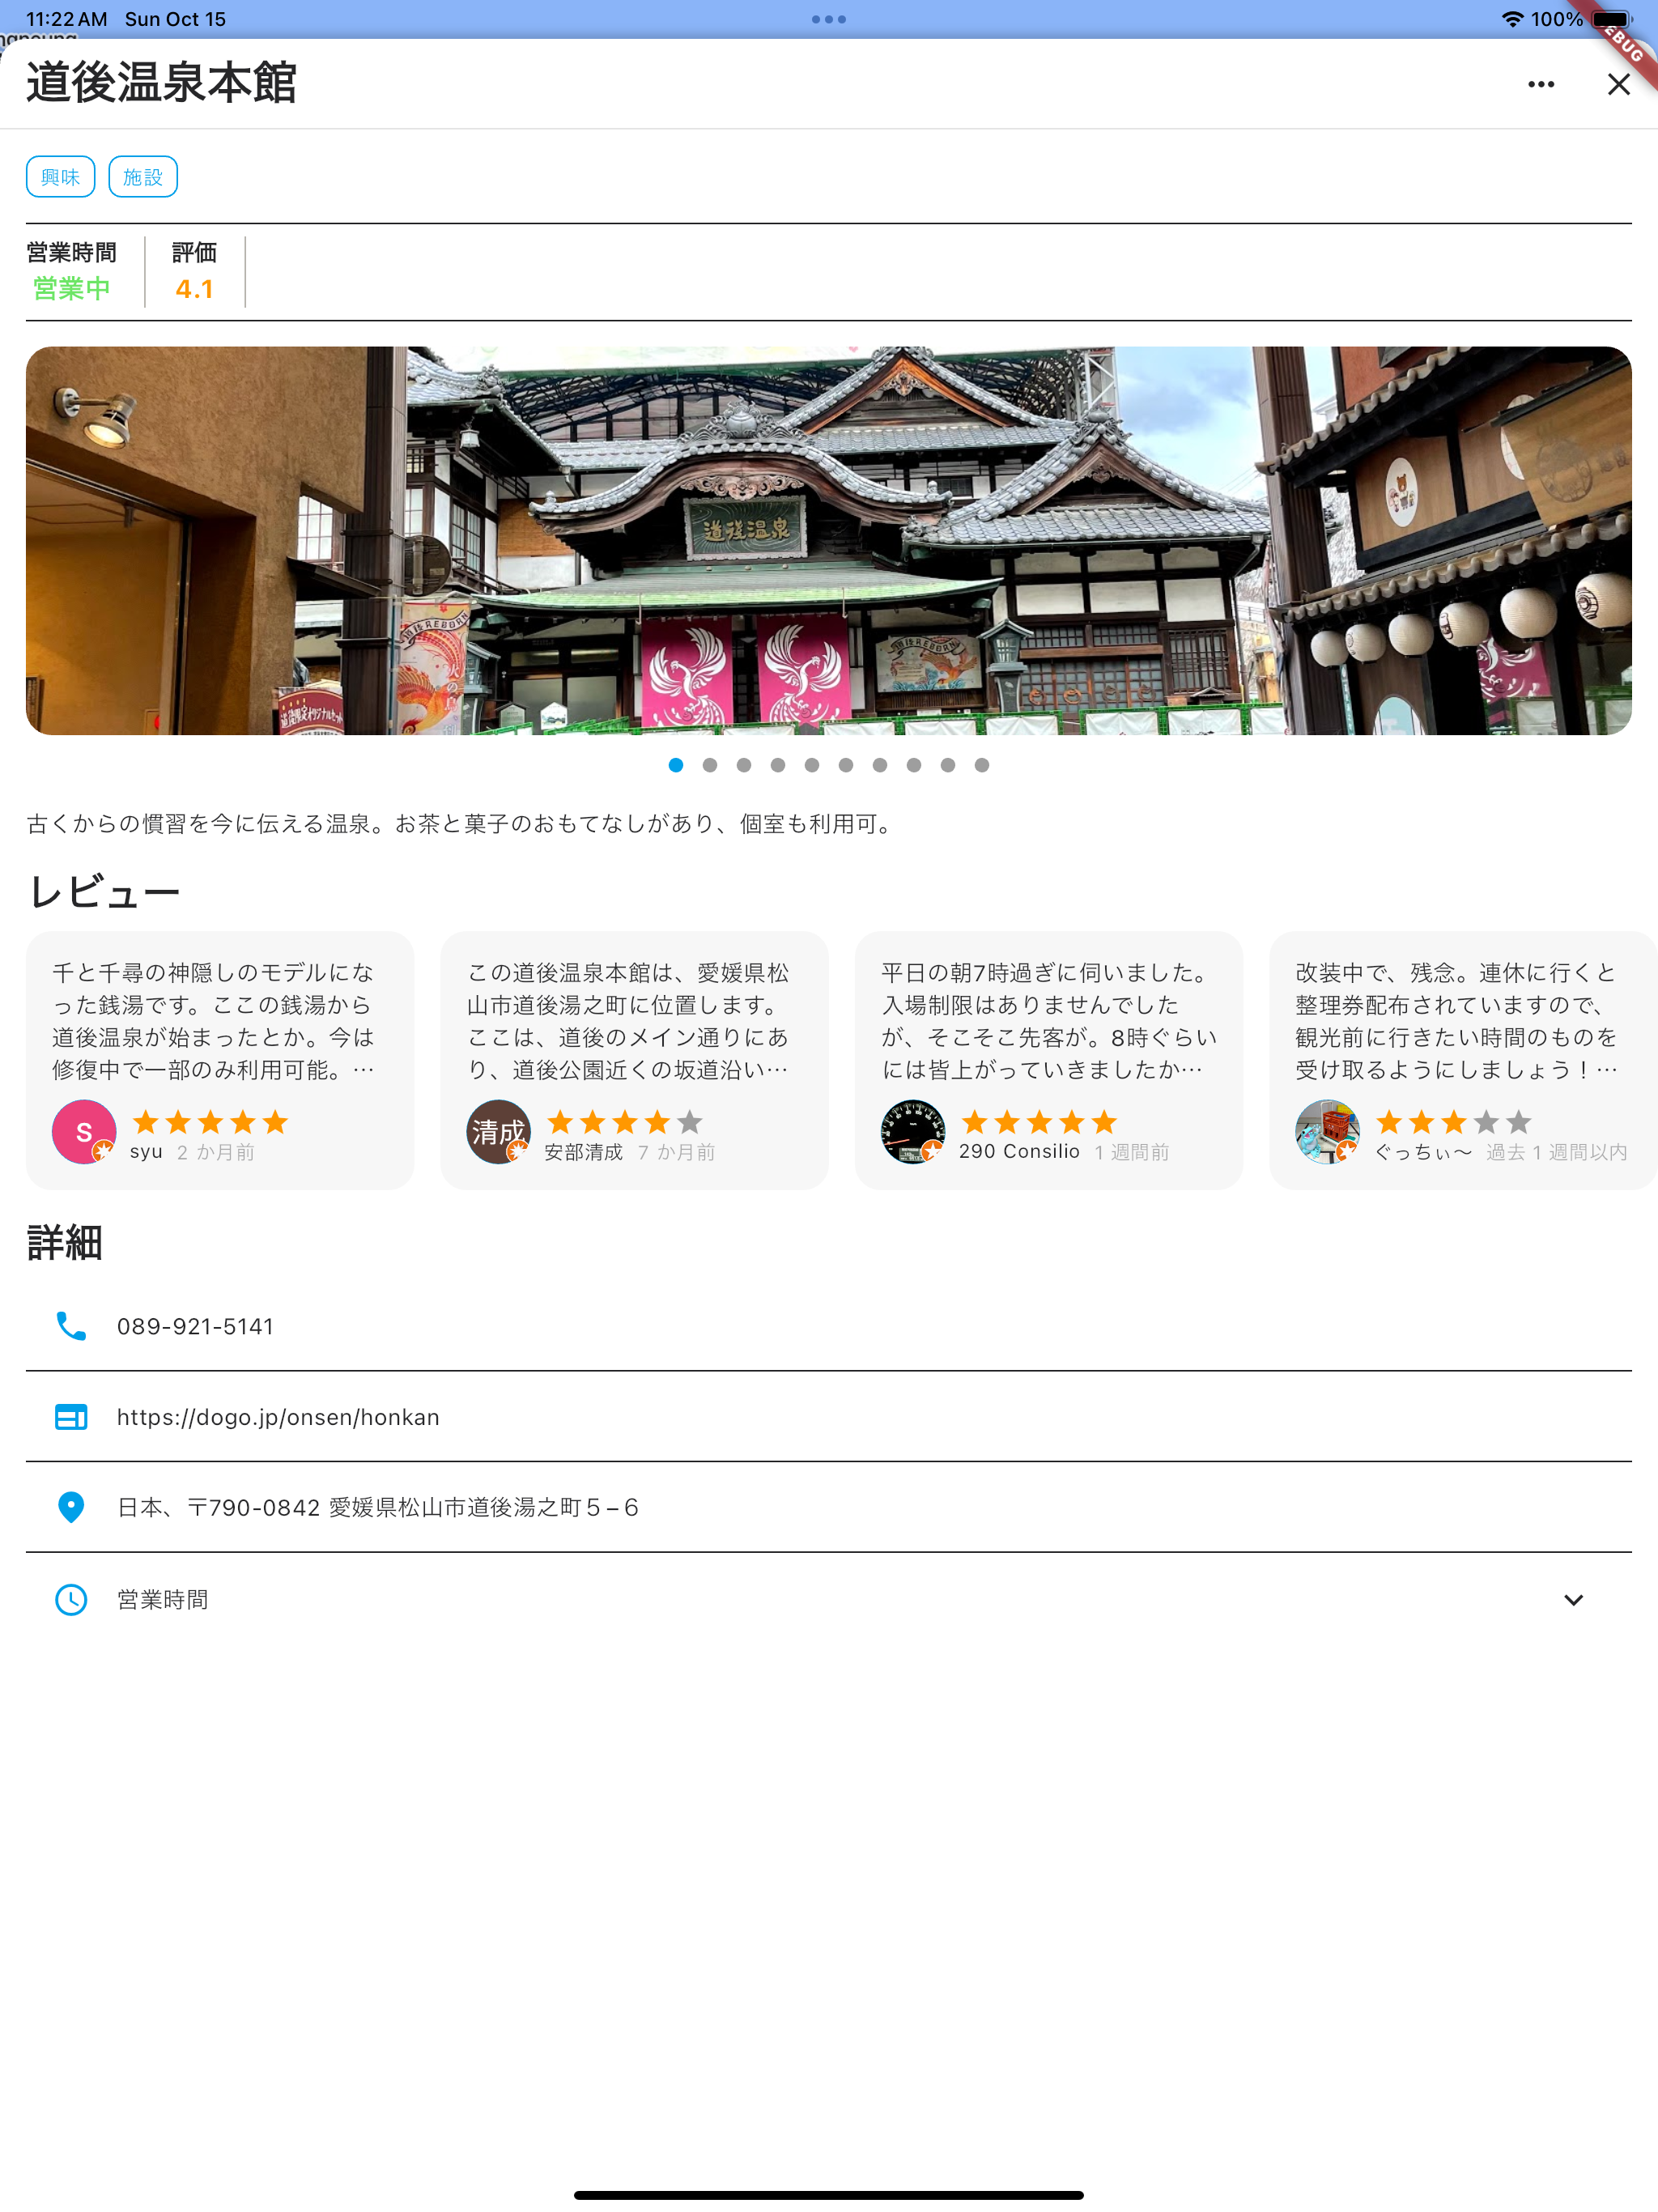 11:22 AM Sun Oct 15
100%
道後温泉本館
興味 施設
営業時間 評価
営業中 4.1
道後温泉
道後REBORN
道後REBORN
古くからの慣習を今に伝える温泉。お茶と菓子のおもてなしがあり、個室も利用可。
レビュー
千と千尋の神隠しのモデルにな
った銭湯です。ここの銭湯から
道後温泉が始まったとか。今は
修復中で一部のみ利用可能。…
S
syu 2 か月前
この道後温泉本館は、愛媛県松
山市道後湯之町に位置します。
ここは、道後のメイン通りにあ
り、道後公園近くの坂道沿い…
清成
安部清成 7 か月前
平日の朝7時過ぎに伺いました。
入場制限はありませんでした
が、そこそこ先客が。8時ぐらい
には皆上がっていきましたか…
290 Consilio 1 週間前
改装中で、残念。連休に行くと
整理券配布されていますので、
観光前に行きたい時間のものを
受け取るようにしましょう！…
ぐっちぃ〜 過去 1 週間以内
詳細
089-921-5141
https://dogo.jp/onsen/honkan
日本、〒790-0842 愛媛県松山市道後湯之町５−６
営業時間